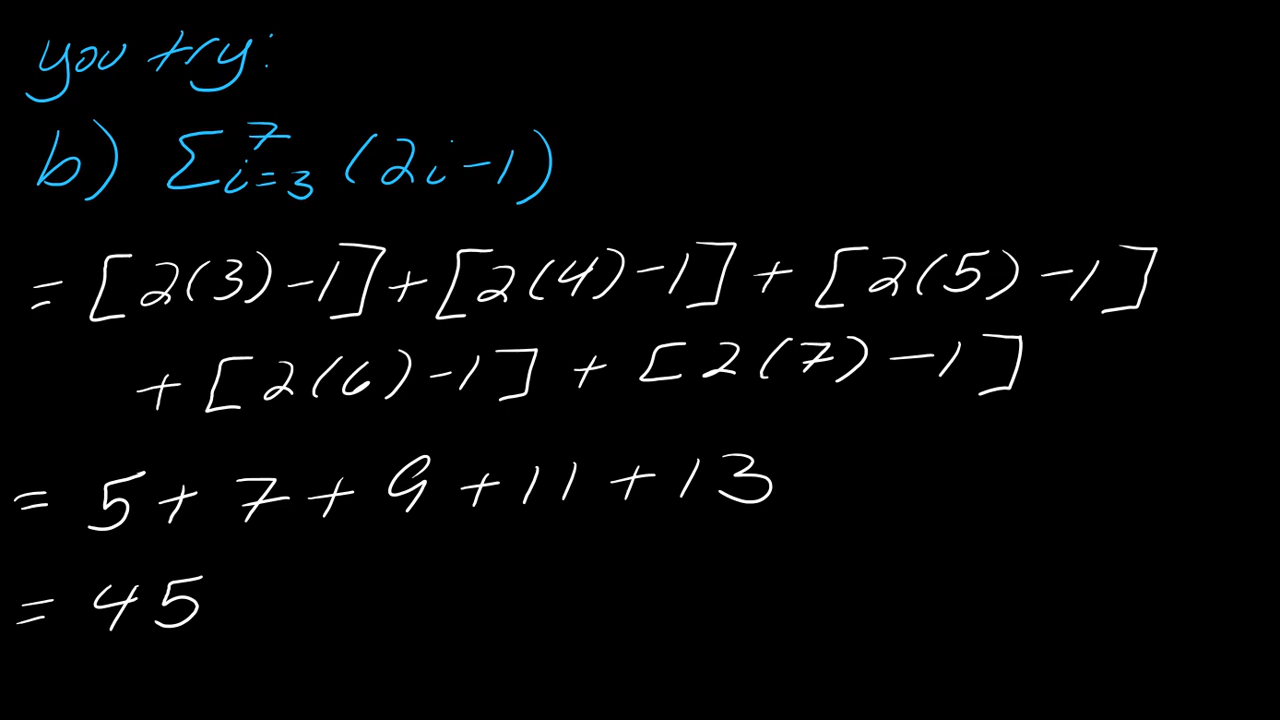 you try:
b) Σ_{i=3}^{7} (2i-1)
= [2(3)-1]+[2(4)-1] + [2(5)-1]
+ [2(6)-1] + [2(7)-1]
= 5+7+9+11+13
= 45